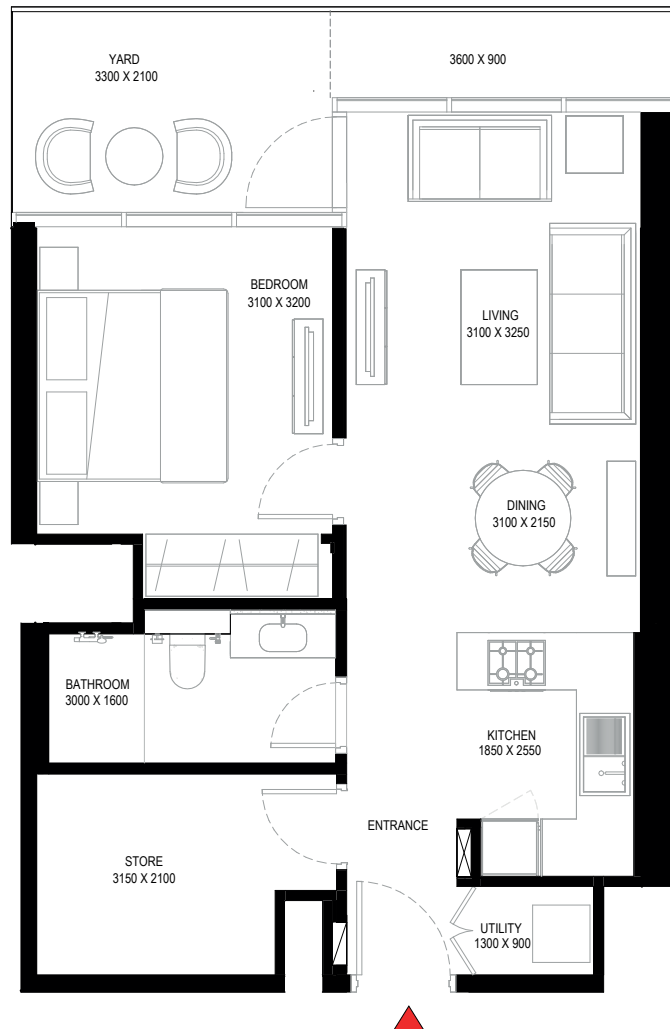 YARD
3300 X 2100
3600 X 900
BEDROOM
3100 X 3200
LIVING
3100 X 3250
DINING
3100 X 2150
BATHROOM
3000 X 1600
KITCHEN
1850 X 2550
ENTRANCE
STORE
3150 X 2100
UTILITY
1300 X 900